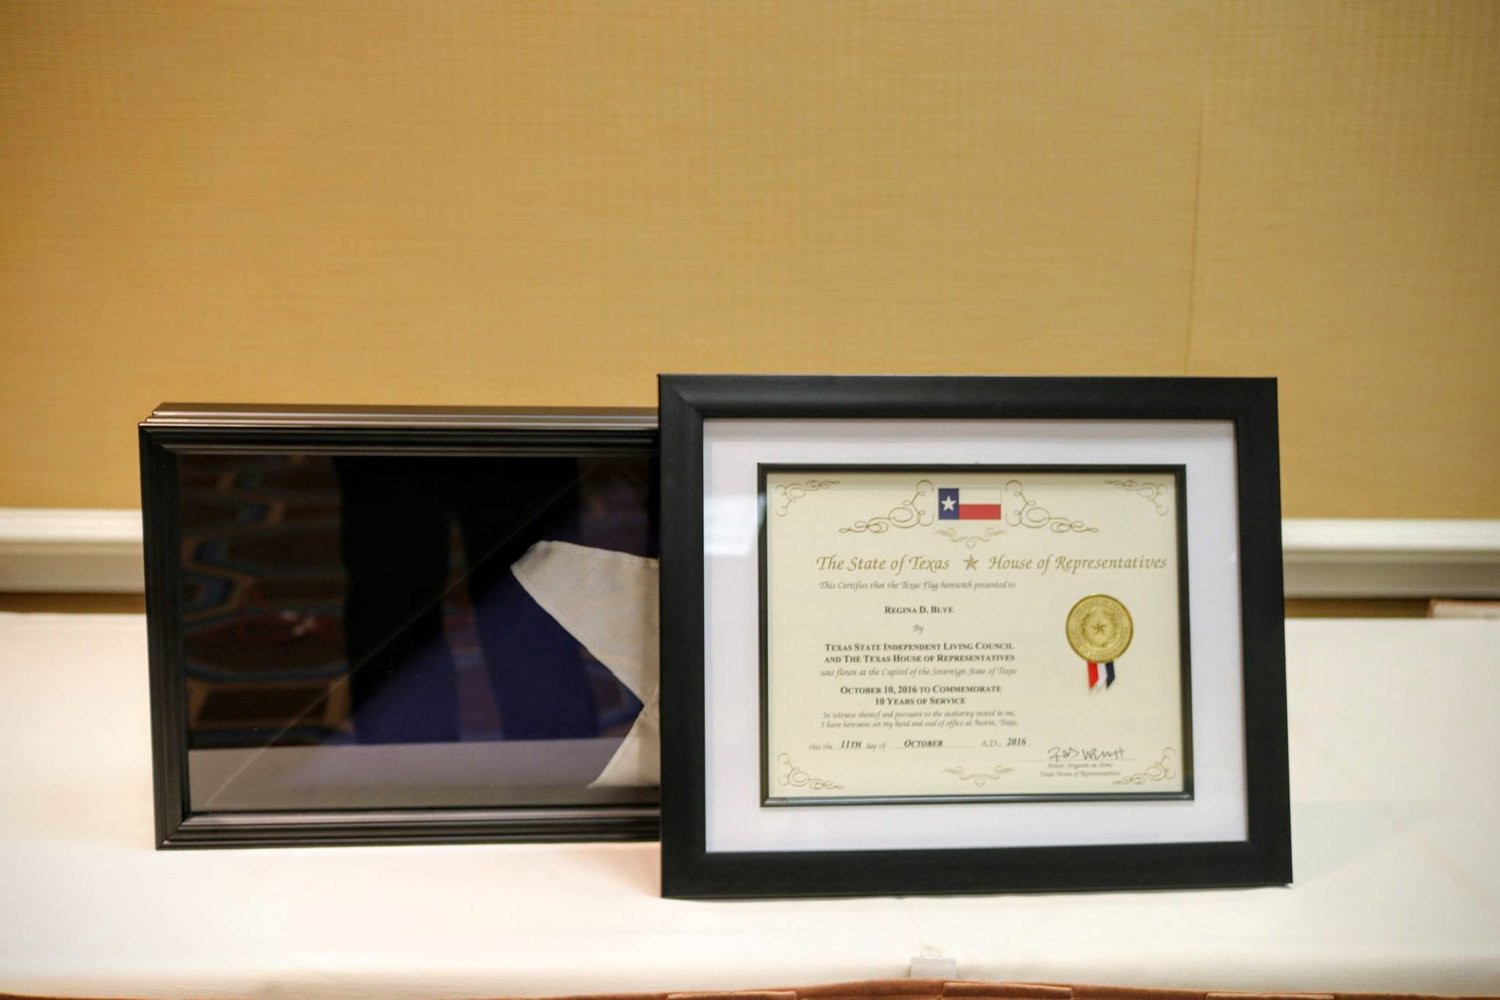 The State of Texas ★ House of Representatives
This Certifies that the Texas Flag herewith presented to
REGINA D. BLYE
By
TEXAS STATE INDEPENDENT LIVING COUNCIL
AND THE TEXAS HOUSE OF REPRESENTATIVES
was flown at the Capitol of the Sovereign State of Texas
OCTOBER 10, 2016 TO COMMEMORATE
10 YEARS OF SERVICE
In witness thereof and pursuant to the authority vested in me,
I have hereunto set my hand and seal of office at Austin, Texas
this the 11TH day of OCTOBER A.D. 2016
House Sergeant-at-Arms
Texas House of Representatives